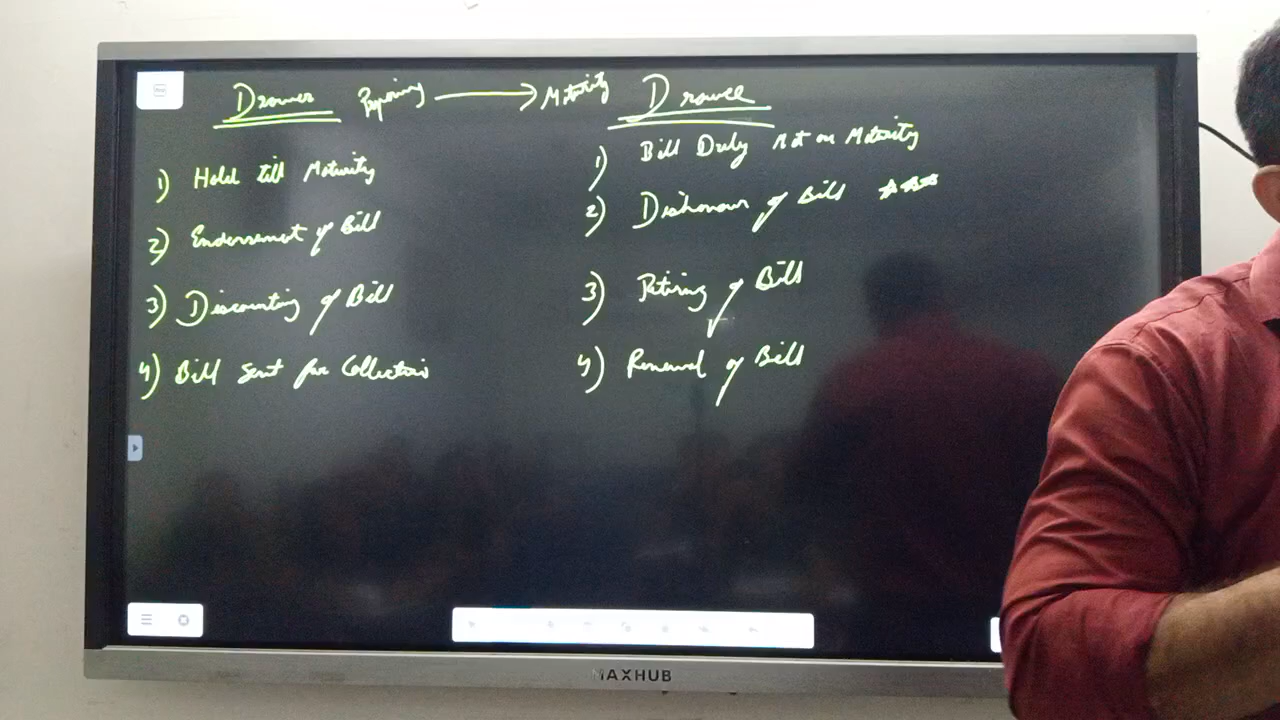 Drawer
Maturity
Drawee
1) Hold till Maturity
2) Endorsement of Bill
3) Discounting of Bill
4) Bill Sent for Collection
1) Bill Duly Met on Maturity
2) Dishonour of Bill
3) Retiring of Bill
4) Renewal of Bill
MAXHUB